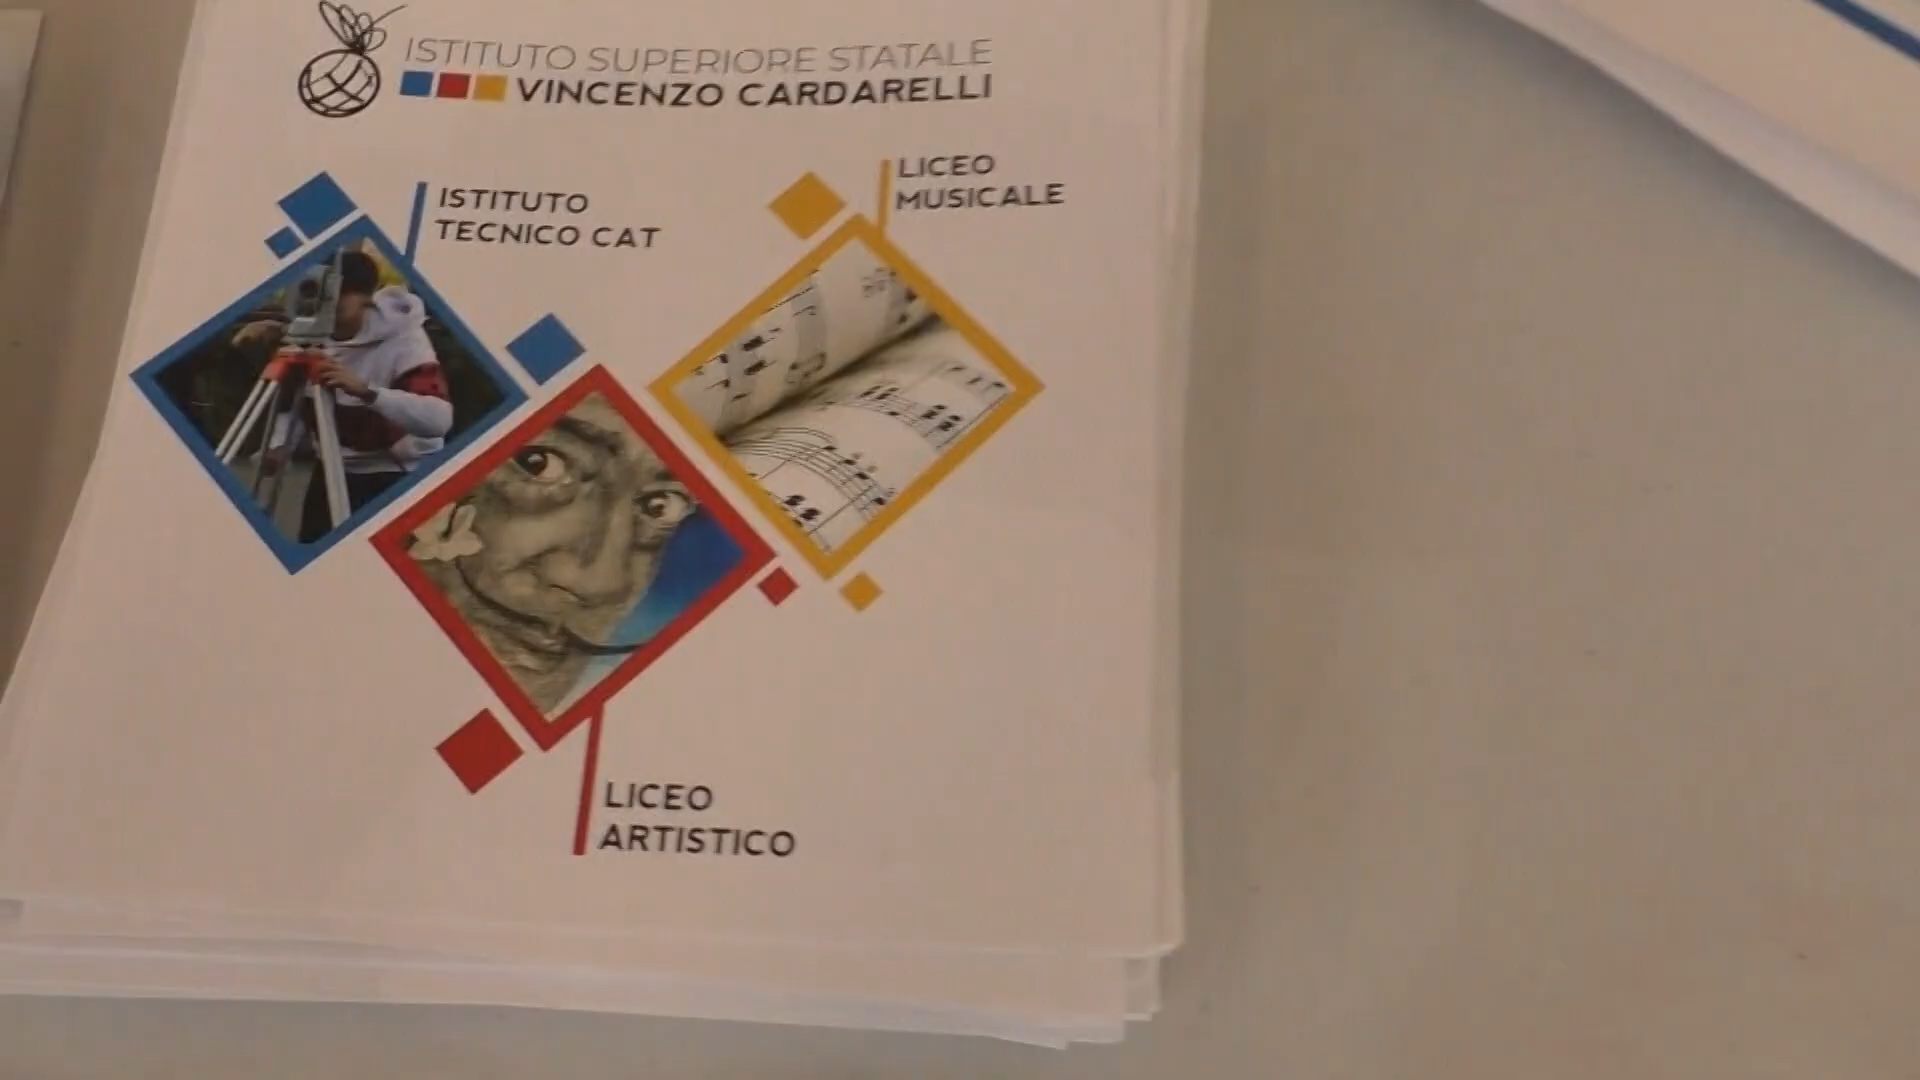 ISTITUTO SUPERIORE STATALE
VINCENZO CARDARELLI
ISTITUTO
TECNICO CAT
LICEO
MUSICALE
LICEO
ARTISTICO